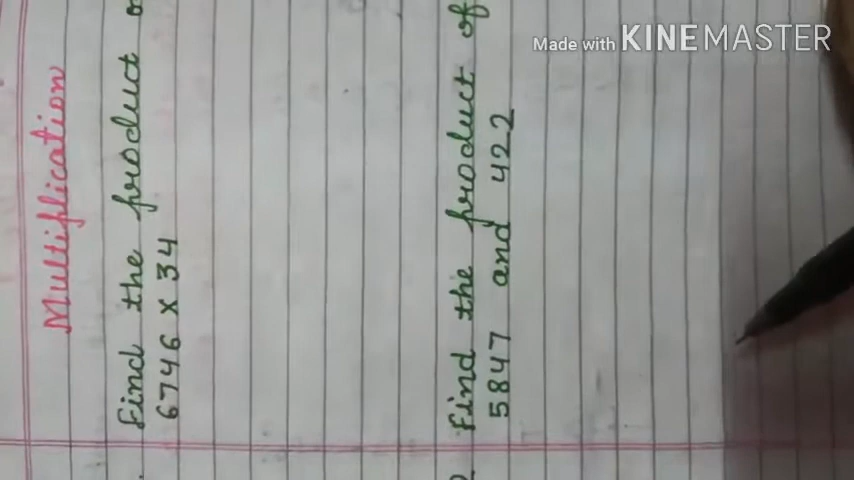 Made with KINEMASTER
Multiplication
Find the product
6746 x 34
Find the product of
5847 and 422